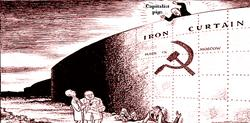 Capitalist
pigs
IRON CURTAIN
MADE IN MOSCOW